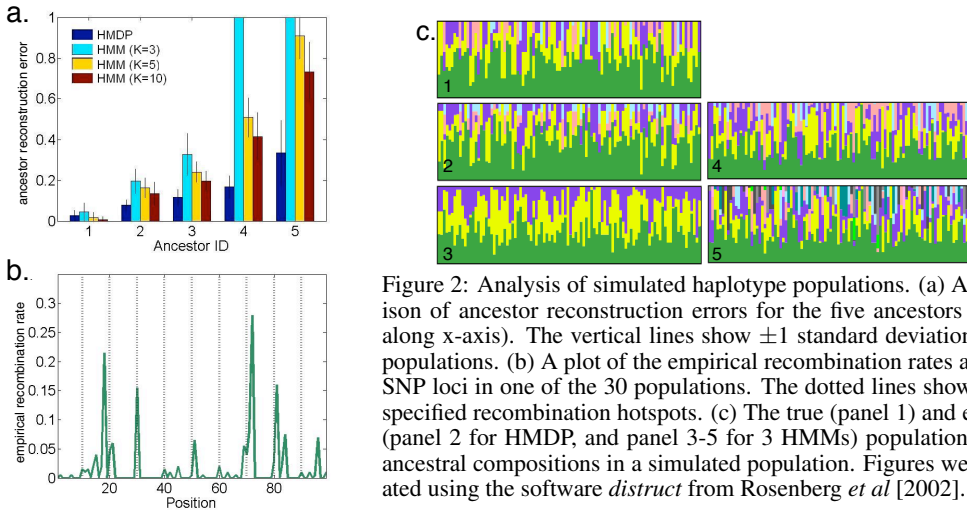 a.
ancestor reconstruction error
1
0.8
0.6
0.4
0.2
0
HMDP
HMM (K=3)
HMM (K=5)
HMM (K=10)
1 2 3 4 5
Ancestor ID
b.
empirical recombination rate
0.3
0.25
0.2
0.15
0.1
0.05
0
20 40 60 80
Position
c.
1
2
3
4
5
Figure 2: Analysis of simulated haplotype populations. (a) A
ison of ancestor reconstruction errors for the five ancestors
along x-axis). The vertical lines show ±1 standard deviation
populations. (b) A plot of the empirical recombination rates a
SNP loci in one of the 30 populations. The dotted lines show
specified recombination hotspots. (c) The true (panel 1) and e
(panel 2 for HMDP, and panel 3-5 for 3 HMMs) population
ancestral compositions in a simulated population. Figures we
ated using the software distruct from Rosenberg et al [2002].